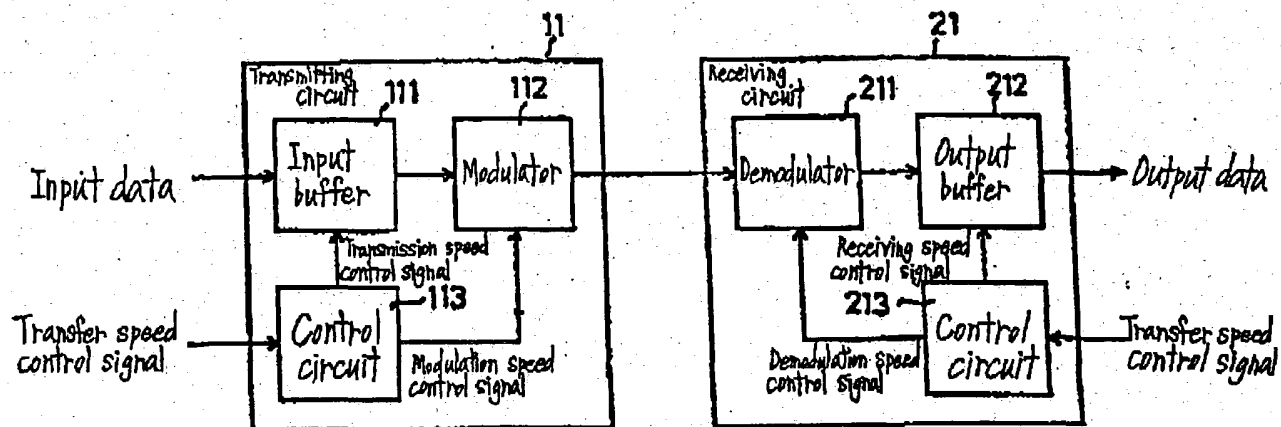 11
21
Transmitting
circuit
111
112
Receiving
circuit
211
212
Input data
Input
buffer
Modulator
Demodulator
Output
buffer
Output data
Transmission speed
control signal
Receiving speed
control signal
113
213
Transfer speed
control signal
Control
circuit
Modulation speed
control signal
Demodulation speed
control signal
Control
circuit
Transfer speed
control signal